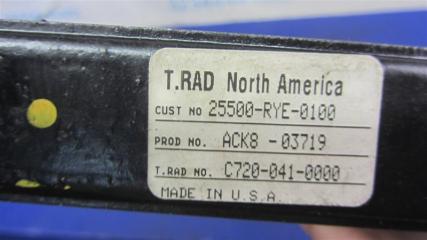 T.RAD North America
CUST NO 25500-RYE-0100
PROD NO. ACK8 -03719
T.RAD NO. C720-041-0000
MADE IN U.S.A.